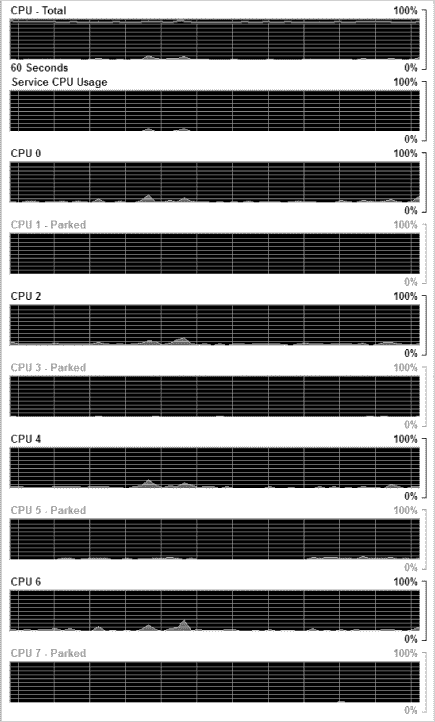 CPU - Total 100%
60 Seconds 0%
Service CPU Usage 100%
0%
CPU 0 100%
0%
CPU 1 - Parked 100%
0%
CPU 2 100%
0%
CPU 3 - Parked 100%
0%
CPU 4 100%
0%
CPU 5 - Parked 100%
0%
CPU 6 100%
0%
CPU 7 - Parked 100%
0%